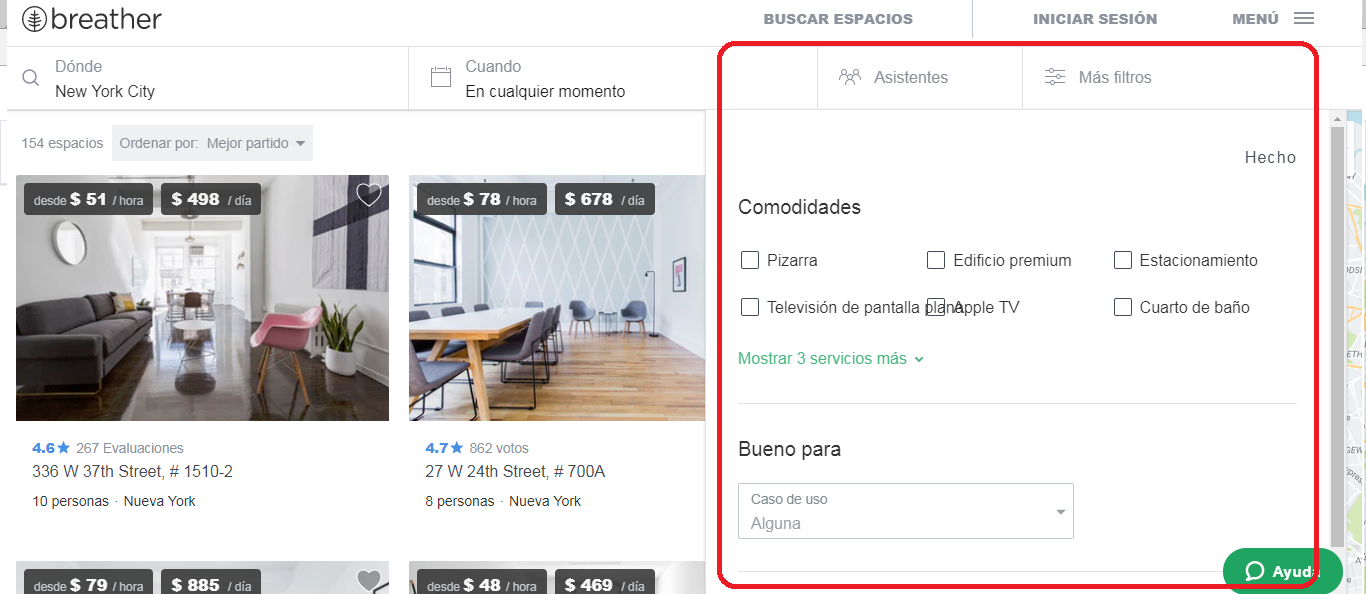 breather
BUSCAR ESPACIOS
INICIAR SESIÓN
MENÚ
Dónde
New York City
Cuando
En cualquier momento
Asistentes
Más filtros
154 espacios
Ordenar por: Mejor partido
desde $ 51 / hora
$ 498 / día
desde $ 78 / hora
$ 678 / día
4.6 ★ 267 Evaluaciones
336 W 37th Street, # 1510-2
10 personas · Nueva York
4.7 ★ 862 votos
27 W 24th Street, # 700A
8 personas · Nueva York
desde $ 79 / hora
$ 885 / día
desde $ 48 / hora
$ 469 / día
Hecho
Comodidades
Pizarra
Edificio premium
Estacionamiento
Televisión de pantalla plana
Apple TV
Cuarto de baño
Mostrar 3 servicios más
Bueno para
Caso de uso
Alguna
Ayuda